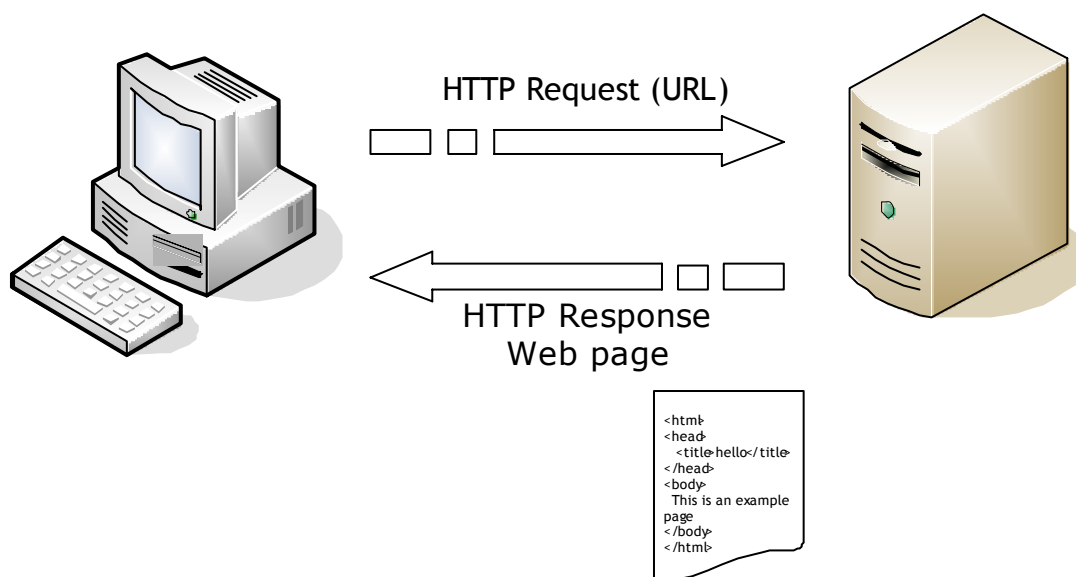 HTTP Request (URL)
HTTP Response
Web page
<html>
<head>
<title>hello</title>
</head>
<body>
This is an example
page
</body>
</html>